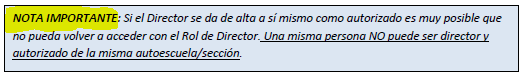 NOTA IMPORTANTE: Si el Director se da de alta a sí mismo como autorizado es muy posible que
no pueda volver a acceder con el Rol de Director. Una misma persona NO puede ser director y
autorizado de la misma autoescuela/sección.